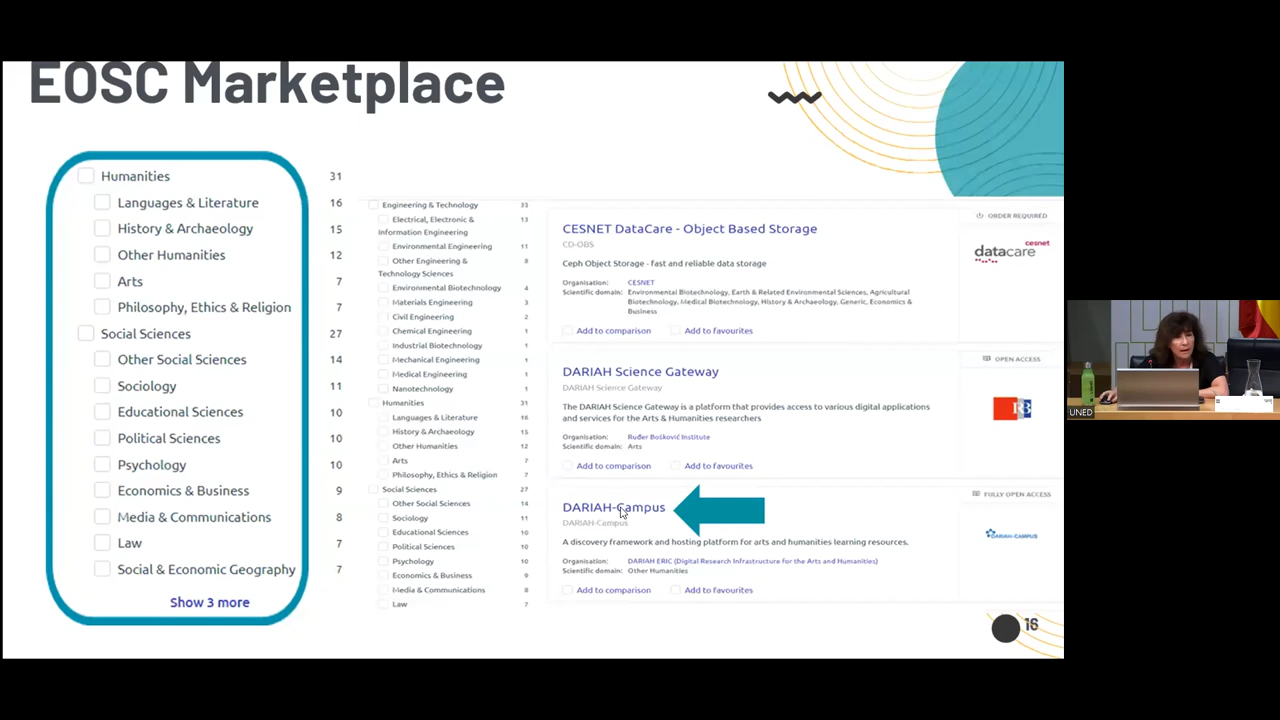 EOSC Marketplace
Humanities 31
Languages & Literature 16
History & Archaeology 15
Other Humanities 12
Arts 7
Philosophy, Ethics & Religion 7
Social Sciences 27
Other Social Sciences 14
Sociology 11
Educational Sciences 10
Political Sciences 10
Psychology 10
Economics & Business 9
Media & Communications 8
Law 7
Social & Economic Geography 7
Show 3 more
Engineering & Technology 33
Electrical, Electronic & 13
Information Engineering
Environmental Engineering 11
Other Engineering & 8
Technology Sciences
Environmental Biotechnology 4
Materials Engineering 3
Civil Engineering 2
Chemical Engineering 1
Industrial Biotechnology 1
Mechanical Engineering 1
Medical Engineering 1
Nanotechnology 1
Humanities 31
Languages & Literature 16
History & Archaeology 15
Other Humanities 12
Arts 7
Philosophy, Ethics & Religion 7
Social Sciences 27
Other Social Sciences 14
Sociology 11
Educational Sciences 10
Political Sciences 10
Psychology 10
Economics & Business 9
Media & Communications 8
Law 7
CESNET DataCare - Object Based Storage
CD-OBS
Ceph Object Storage - fast and reliable data storage
Organisation: CESNET
Scientific domain: Environmental Biotechnology, Earth & Related Environmental Sciences, Agricultural
Biotechnology, Medical Biotechnology, History & Archaeology, Generic, Economics &
Business
Add to comparison Add to favourites
ORDER REQUIRED
cesnet
datacare
DARIAH Science Gateway
DARIAH Science Gateway
The DARIAH Science Gateway is a platform that provides access to various digital applications
and services for the Arts & Humanities researchers
Organisation: Ruđer Bošković Institute
Scientific domain: Arts
Add to comparison Add to favourites
OPEN ACCESS
DARIAH-Campus
DARIAH-Campus
A discovery framework and hosting platform for arts and humanities learning resources.
Organisation: DARIAH ERIC (Digital Research Infrastructure for the Arts and Humanities)
Scientific domain: Other Humanities
Add to comparison Add to favourites
FULLY OPEN ACCESS
DARIAH-CAMPUS
16
UNED